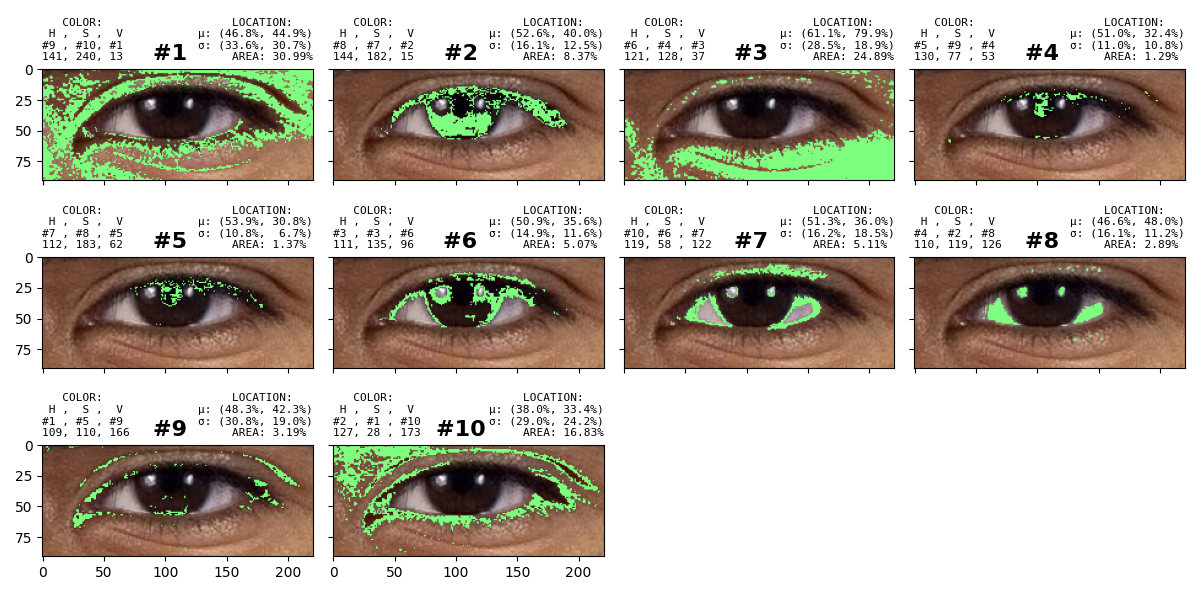 COLOR: LOCATION:
H , S , V μ: (46.8%, 44.9%)
#9 , #10, #1 #1 σ: (33.6%, 30.7%)
141, 240, 13 AREA: 30.99%
COLOR: LOCATION:
H , S , V μ: (52.6%, 40.0%)
#8 , #7 , #2 #2 σ: (16.1%, 12.5%)
144, 182, 15 AREA: 8.37%
COLOR: LOCATION:
H , S , V μ: (61.1%, 79.9%)
#6 , #4 , #3 #3 σ: (28.5%, 18.9%)
121, 128, 37 AREA: 24.89%
COLOR: LOCATION:
H , S , V μ: (51.0%, 32.4%)
#5 , #9 , #4 #4 σ: (11.0%, 10.8%)
130, 77 , 53 AREA: 1.29%
0
25
50
75
COLOR: LOCATION:
H , S , V μ: (53.9%, 30.8%)
#7 , #8 , #5 #5 σ: (10.8%, 6.7%)
112, 183, 62 AREA: 1.37%
COLOR: LOCATION:
H , S , V μ: (50.9%, 35.6%)
#3 , #3 , #6 #6 σ: (14.9%, 11.6%)
111, 135, 96 AREA: 5.07%
COLOR: LOCATION:
H , S , V μ: (51.3%, 36.0%)
#10, #6 , #7 #7 σ: (16.2%, 18.5%)
119, 58 , 122 AREA: 5.11%
COLOR: LOCATION:
H , S , V μ: (46.6%, 48.0%)
#4 , #2 , #8 #8 σ: (16.1%, 11.2%)
110, 119, 126 AREA: 2.89%
0
25
50
75
COLOR: LOCATION:
H , S , V μ: (48.3%, 42.3%)
#1 , #5 , #9 #9 σ: (30.8%, 19.0%)
109, 110, 166 AREA: 3.19%
COLOR: LOCATION:
H , S , V μ: (38.0%, 33.4%)
#2 , #1 , #10 #10 σ: (29.0%, 24.2%)
127, 28 , 173 AREA: 16.83%
0
25
50
75
0 50 100 150 200
0 50 100 150 200